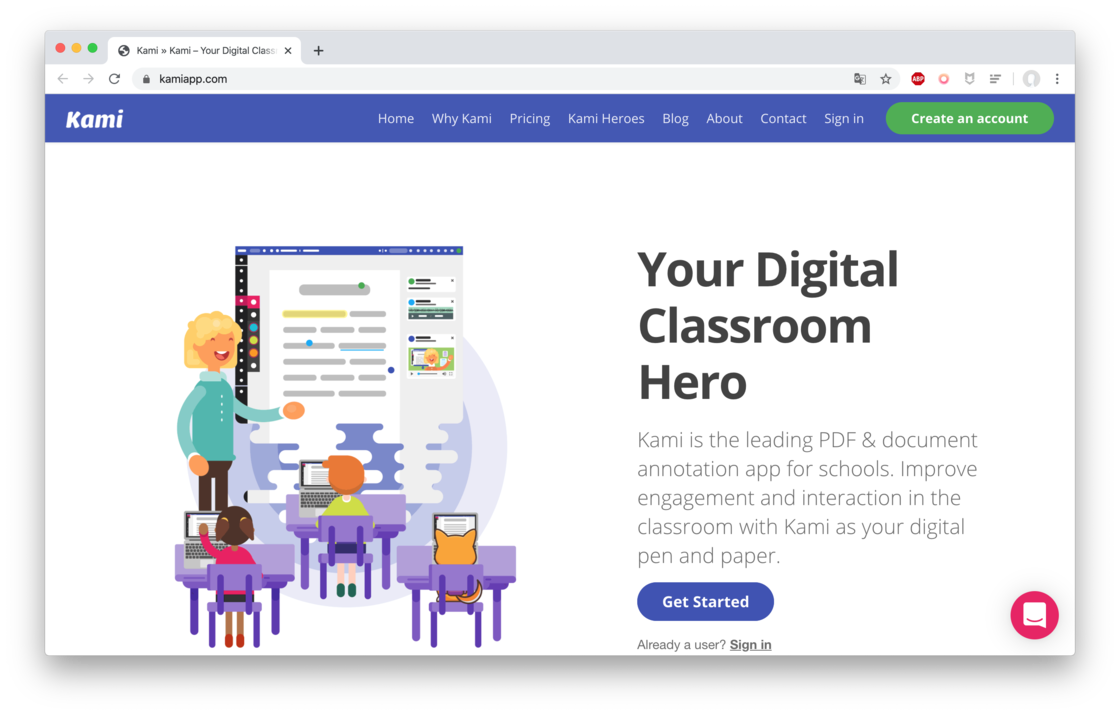 Kami » Kami – Your Digital Class
kamiapp.com
ABP
Kami
Home Why Kami Pricing Kami Heroes Blog About Contact Sign in Create an account
Your Digital
Classroom
Hero
Kami is the leading PDF & document
annotation app for schools. Improve
engagement and interaction in the
classroom with Kami as your digital
pen and paper.
Get Started
Already a user? Sign in